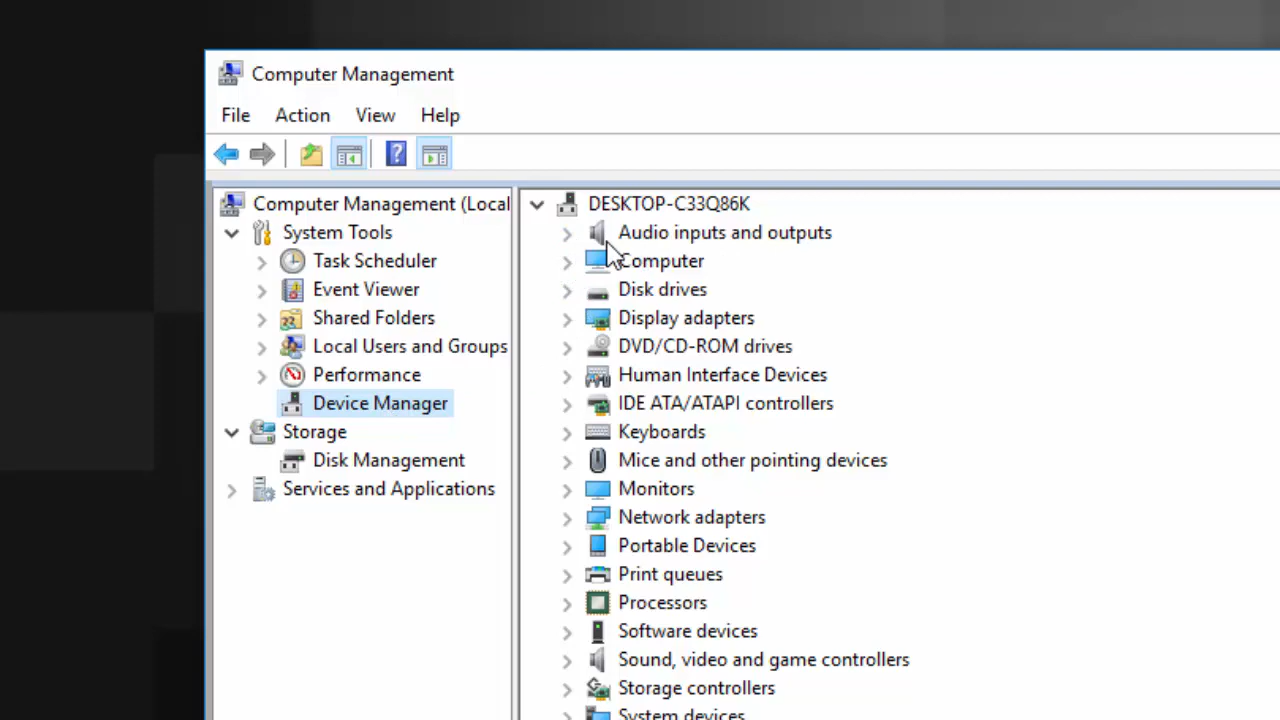 Computer Management
File Action View Help
Computer Management (Local
System Tools
Task Scheduler
Event Viewer
Shared Folders
Local Users and Groups
Performance
Device Manager
Storage
Disk Management
Services and Applications
DESKTOP-C33Q86K
Audio inputs and outputs
Computer
Disk drives
Display adapters
DVD/CD-ROM drives
Human Interface Devices
IDE ATA/ATAPI controllers
Keyboards
Mice and other pointing devices
Monitors
Network adapters
Portable Devices
Print queues
Processors
Software devices
Sound, video and game controllers
Storage controllers
System devices